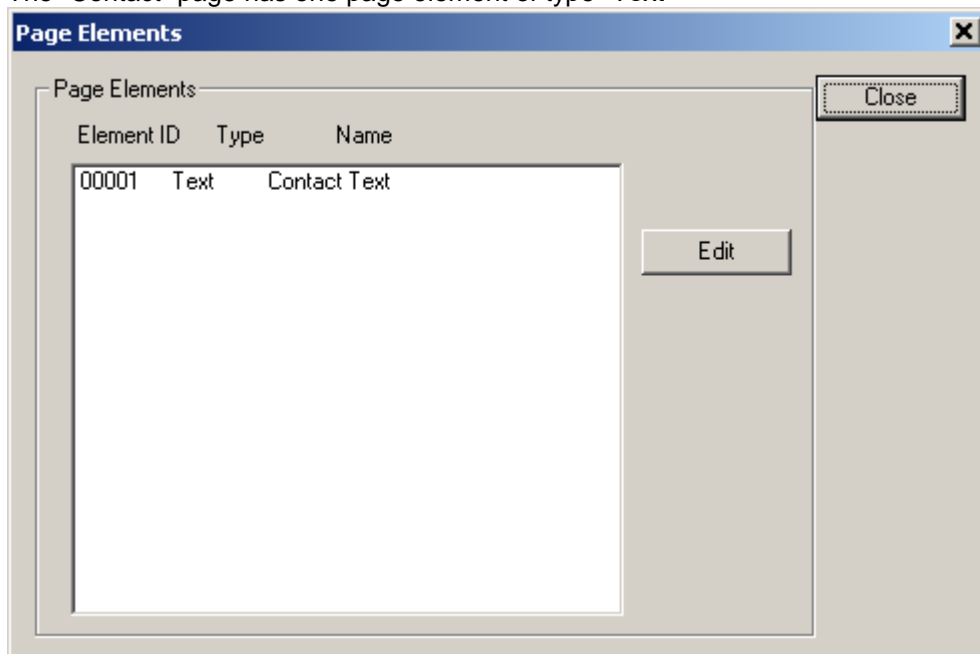 The "Contact" page has one page element of type "Text"
Page Elements
Page Elements
Close
Element ID Type Name
00001 Text Contact Text
Edit